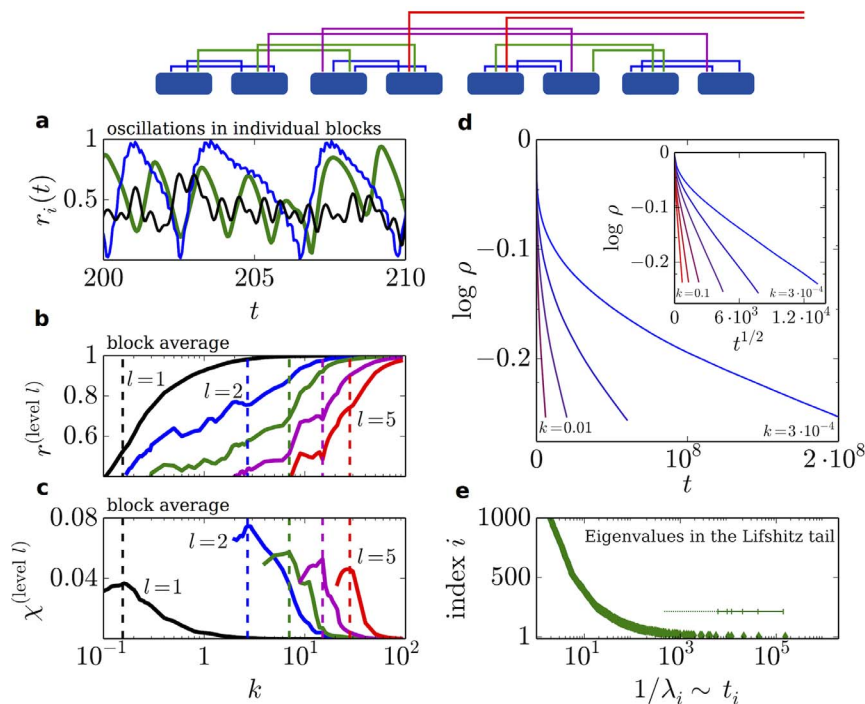 a
oscillations in individual blocks
1
0.5
r_i(t)
200
205
210
t
b
block average
1
0.8
0.6
r^(level l)
l=1
l=2
l=5
c
block average
0.08
0.04
χ^(level l)
l=1
l=2
l=5
10^-1
1
10^1
10^2
k
d
0
−0.1
−0.2
log ρ
k=0.01
k=3·10^-4
0
10^8
2·10^8
t
0
−0.1
−0.2
log ρ
k=0.1
k=3·10^-4
0
6·10^3
1.2·10^4
t^1/2
e
Eigenvalues in the Lifshitz tail
1000
500
1
index i
10^1
10^3
10^5
1/λ_i ∼ t_i